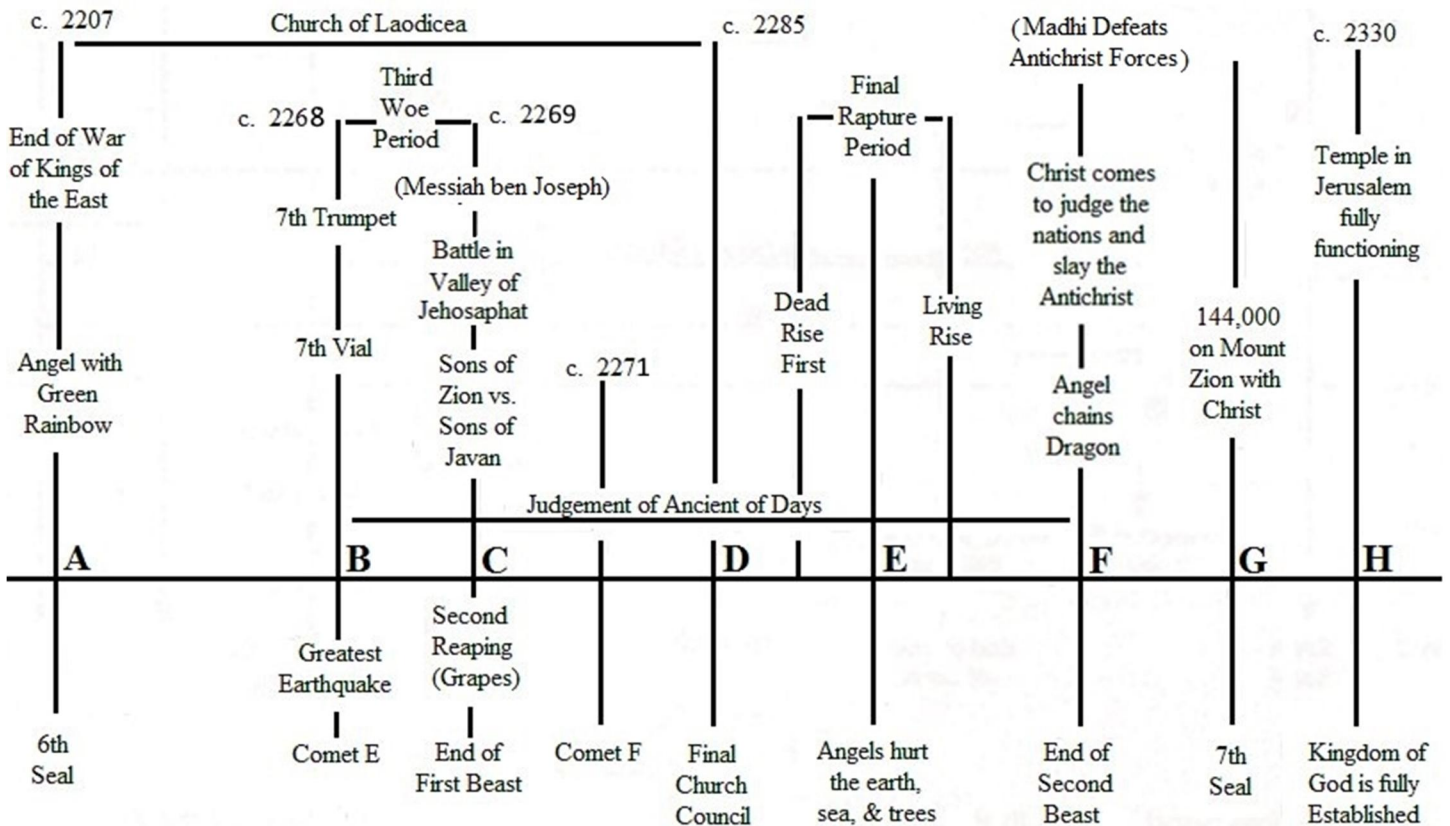 c. 2207
Church of Laodicea
c. 2285
(Madhi Defeats
Antichrist Forces)
c. 2330
Third
Woe
Period
c. 2268
c. 2269
Final
Rapture
Period
End of War
of Kings of
the East
(Messiah ben Joseph)
7th Trumpet
Battle in
Valley of
Jehosaphat
Christ comes
to judge the
nations and
slay the
Antichrist
Temple in
Jerusalem
fully
functioning
Dead
Rise
First
Living
Rise
144,000
on Mount
Zion with
Christ
Angel with
Green
Rainbow
7th Vial
Sons of
Zion vs.
Sons of
Javan
c. 2271
Angel
chains
Dragon
Judgement of Ancient of Days
A
B
C
D
E
F
G
H
Greatest
Earthquake
Second
Reaping
(Grapes)
6th
Seal
Comet E
End of
First Beast
Comet F
Final
Church
Council
Angels hurt
the earth,
sea, & trees
End of
Second
Beast
7th
Seal
Kingdom of
God is fully
Established